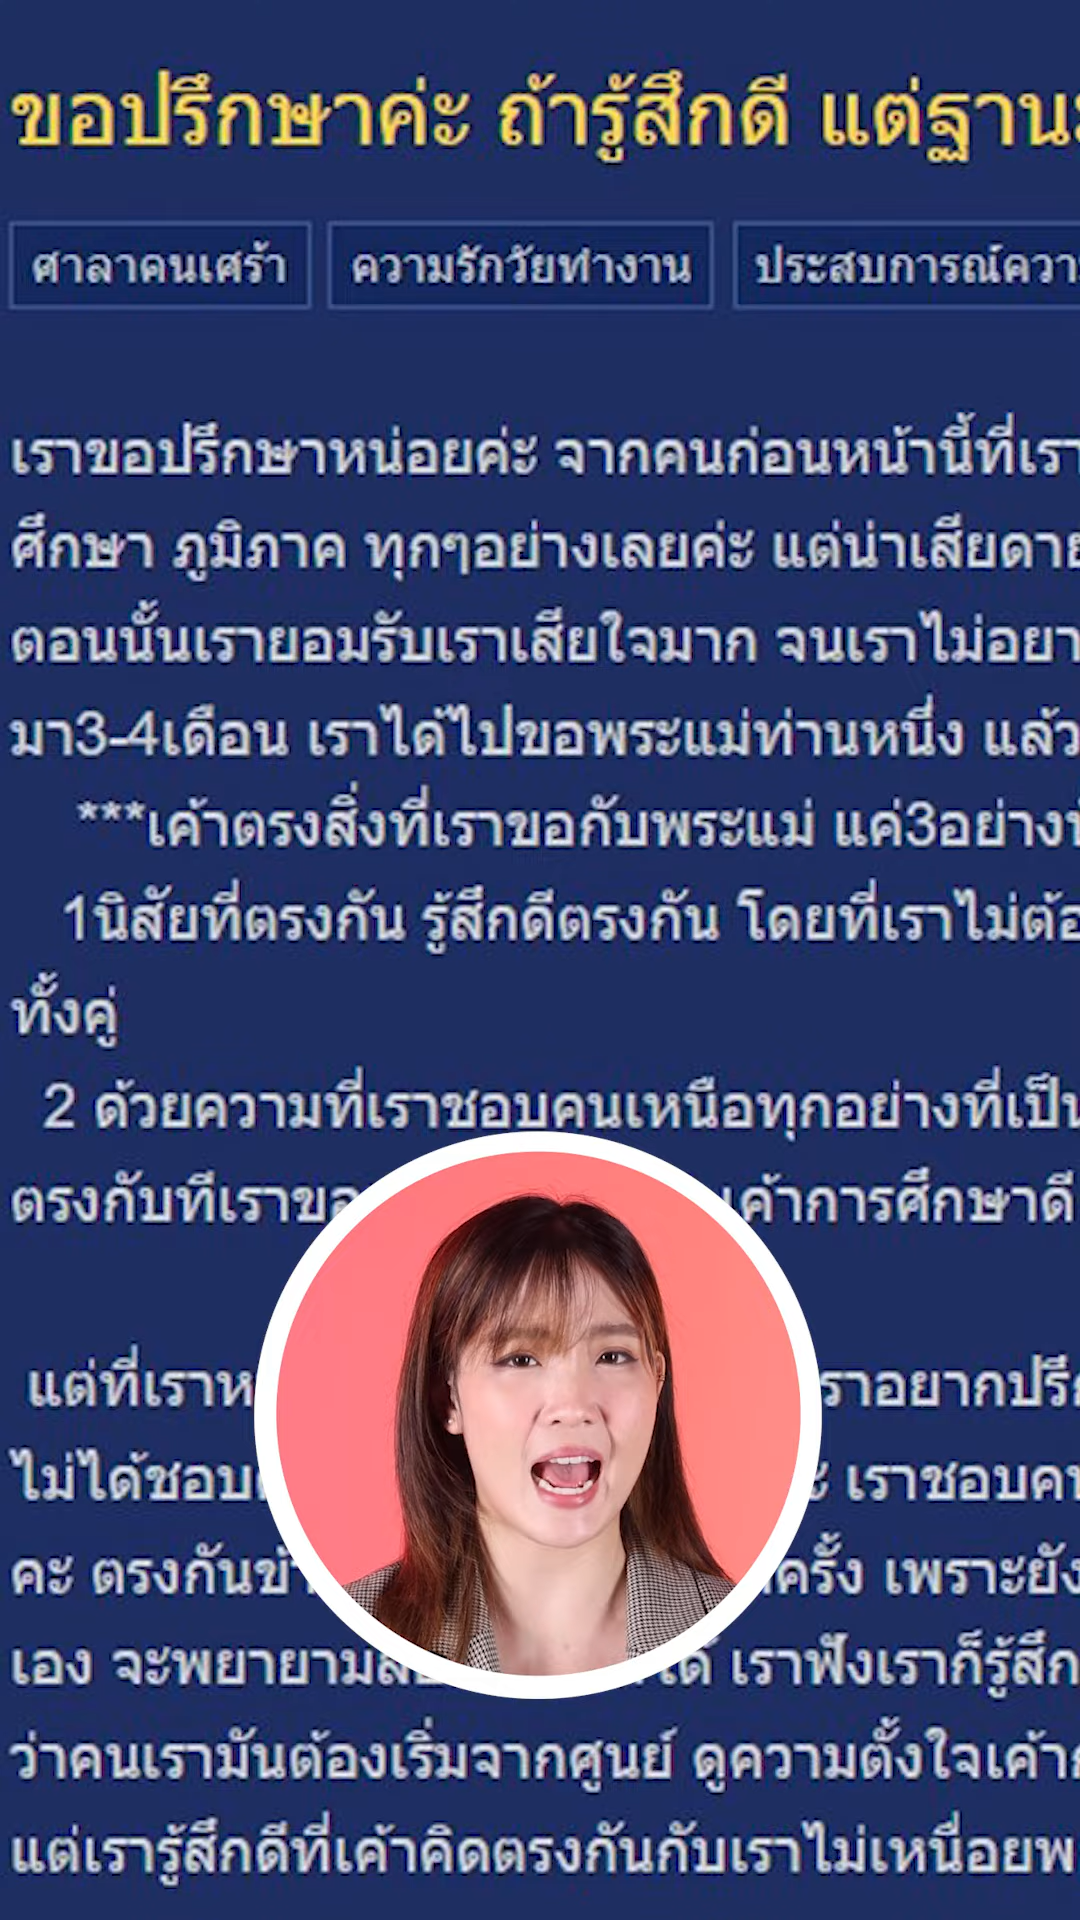 ขอปรึกษาค่ะ ถ้ารู้สึกดี แต่ฐาน
ศาลาคนเศร้า ความรักวัยทำงาน ประสบการณ์ควา
เราขอปรึกษาหน่อยค่ะ จากคนก่อนหน้านี้ที่เรา
ศึกษา ภูมิภาค ทุกๆอย่างเลยค่ะ แต่น่าเสียดาย
ตอนนั้นเรายอมรับเราเสียใจมาก จนเราไม่อยา
มา3-4เดือน เราได้ไปขอพระแม่ท่านหนึ่ง แล้ว
***เค้าตรงสิ่งที่เราขอกับพระแม่ แค่3อย่าง
1นิสัยที่ตรงกัน รู้สึกดีตรงกัน โดยที่เราไม่ต้อ
ทั้งคู่
2 ด้วยความที่เราชอบคนเหนือทุกอย่างที่เป็น
ตรงกับทีเราขอ เค้าการศึกษาดี
แต่ที่เราห ราอยากปรึก
ไม่ได้ชอบ ะ เราชอบคน
คะ ตรงกันข้ ครั้ง เพราะยัง
เอง จะพยายามส ได้ เราฟังเราก็รู้สึก
ว่าคนเรามันต้องเริ่มจากศูนย์ ดูความตั้งใจเค้า
แต่เรารู้สึกดีที่เค้าคิดตรงกันกับเราไม่เหนื่อยพ